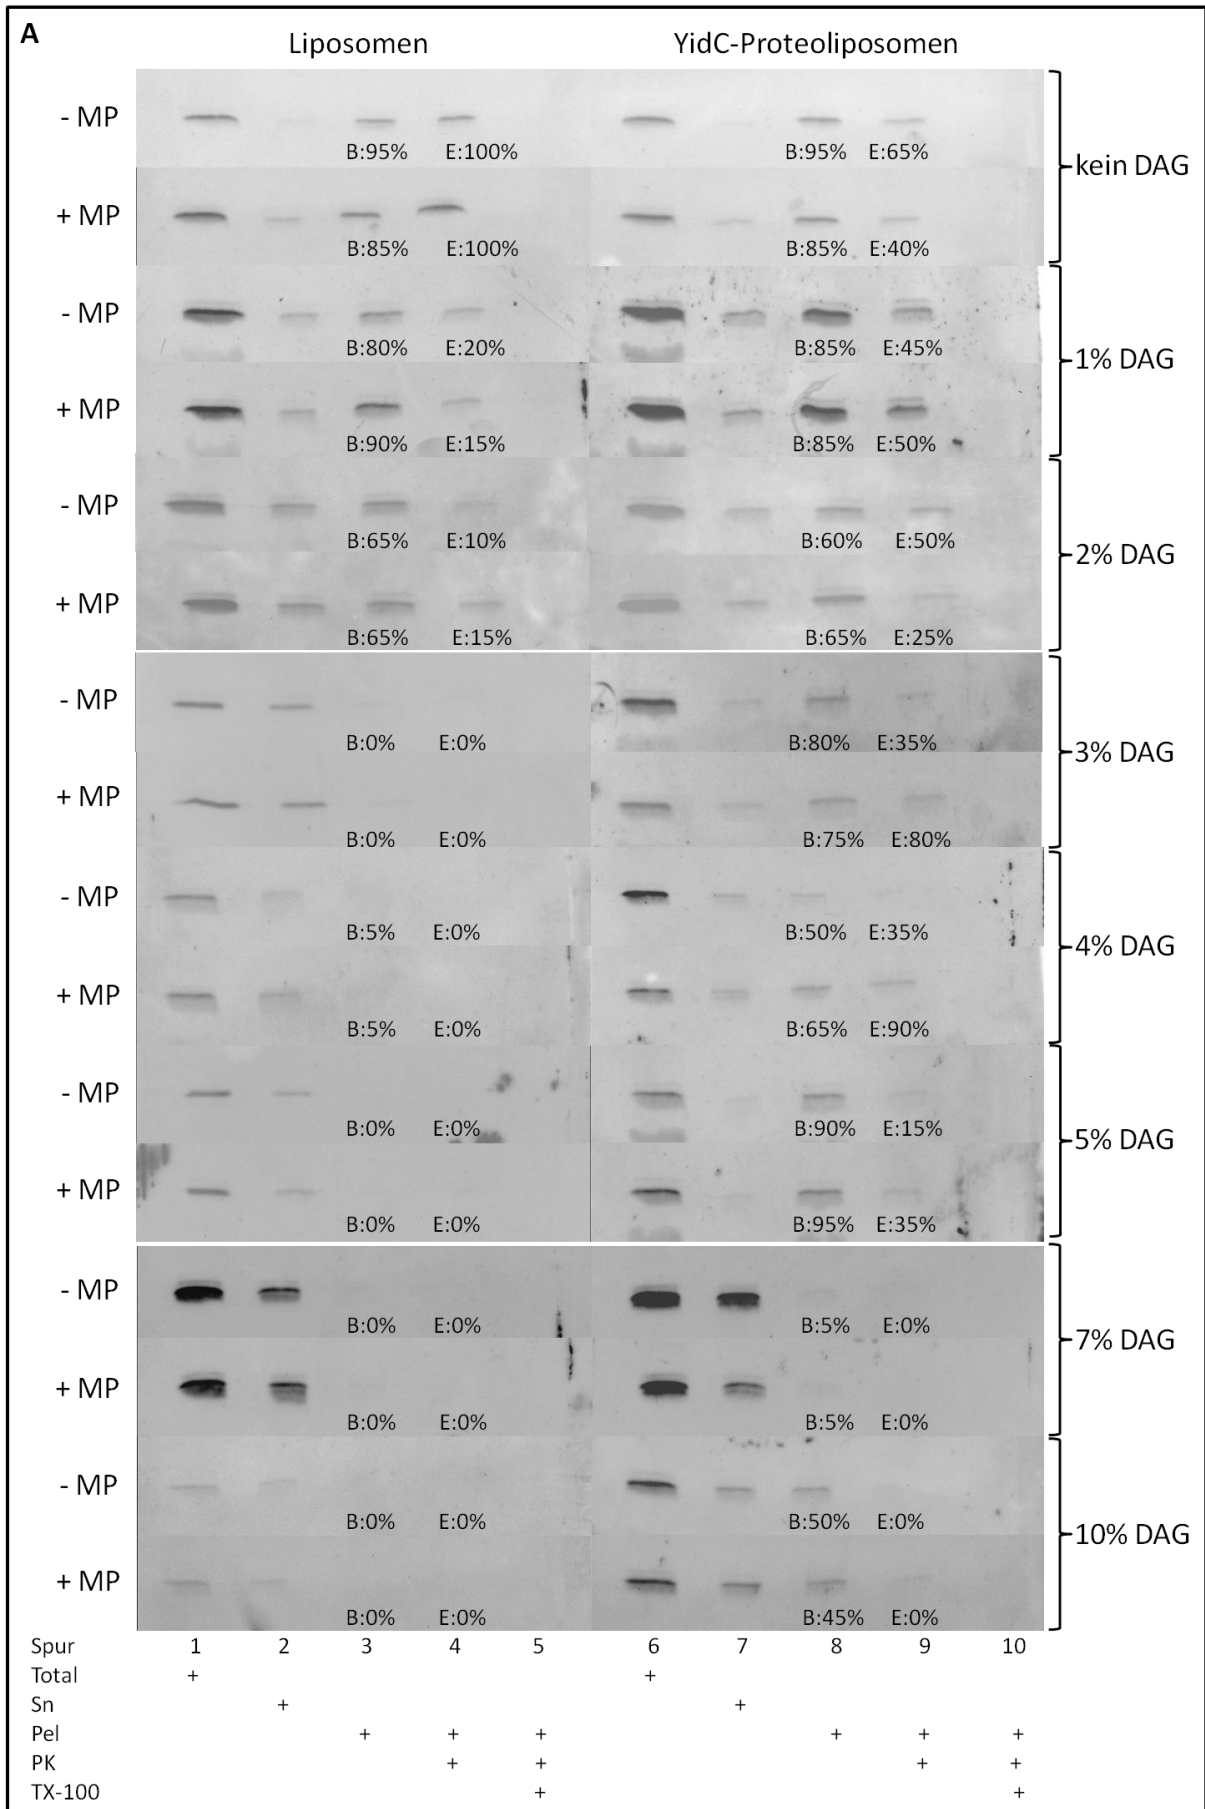 A
Liposomen YidC-Proteoliposomen
- MP
B:95% E:100% B:95% E:65%
kein DAG
+ MP
B:85% E:100% B:85% E:40%
- MP
B:80% E:20% B:85% E:45%
1% DAG
+ MP
B:90% E:15% B:85% E:50%
- MP
B:65% E:10% B:60% E:50%
2% DAG
+ MP
B:65% E:15% B:65% E:25%
- MP
B:0% E:0% B:80% E:35%
3% DAG
+ MP
B:0% E:0% B:75% E:80%
- MP
B:5% E:0% B:50% E:35%
4% DAG
+ MP
B:5% E:0% B:65% E:90%
- MP
B:0% E:0% B:90% E:15%
5% DAG
+ MP
B:0% E:0% B:95% E:35%
- MP
B:0% E:0% B:5% E:0%
7% DAG
+ MP
B:0% E:0% B:5% E:0%
- MP
B:0% E:0% B:50% E:0%
10% DAG
+ MP
B:0% E:0% B:45% E:0%
Spur 1 2 3 4 5 6 7 8 9 10
Total + +
Sn + +
Pel + + + + + +
PK + + + +
TX-100 + +